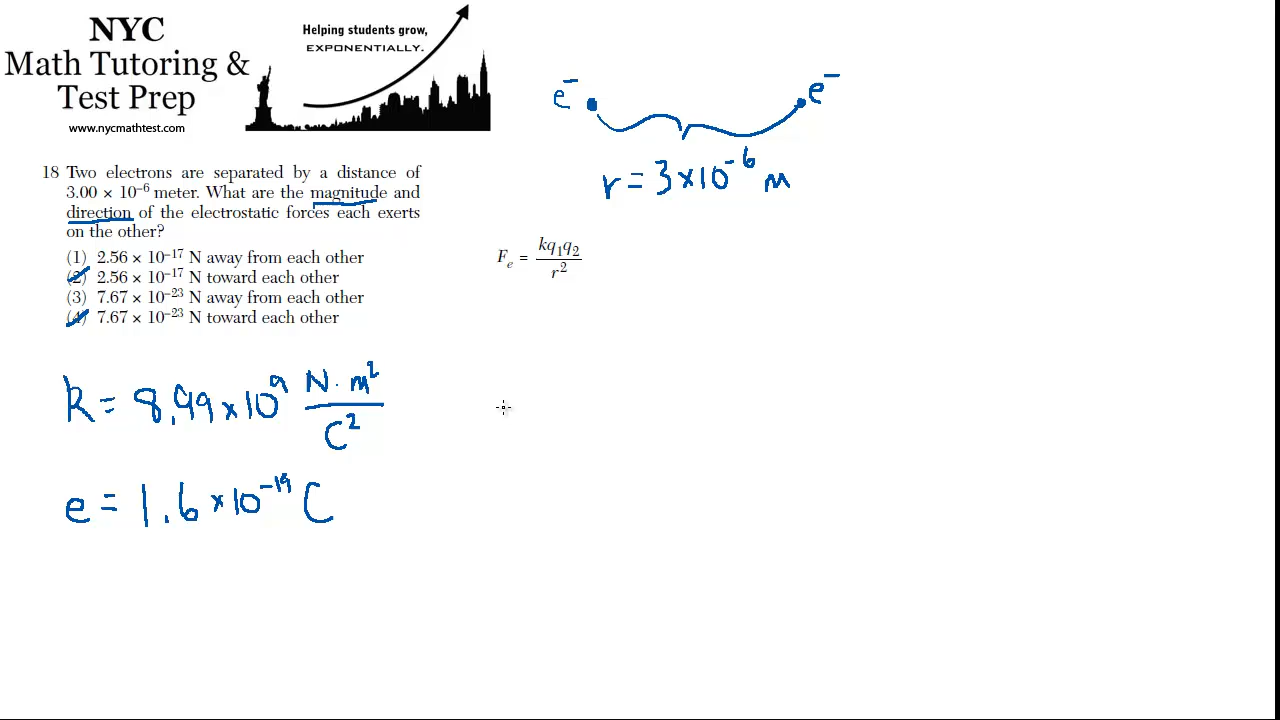 NYC
Math Tutoring &
Test Prep
www.nycmathtest.com
Helping students grow,
EXPONENTIALLY.
e⁻ e⁻
r = 3 × 10⁻⁶ m
18 Two electrons are separated by a distance of
3.00 × 10⁻⁶ meter. What are the magnitude and
direction of the electrostatic forces each exerts
on the other?
(1) 2.56 × 10⁻¹⁷ N away from each other
(2) 2.56 × 10⁻¹⁷ N toward each other
(3) 7.67 × 10⁻²³ N away from each other
(4) 7.67 × 10⁻²³ N toward each other
Fₑ = kq₁q₂ / r²
k = 8.99 × 10⁹ N · m² / C²
e = 1.6 × 10⁻¹⁹ C